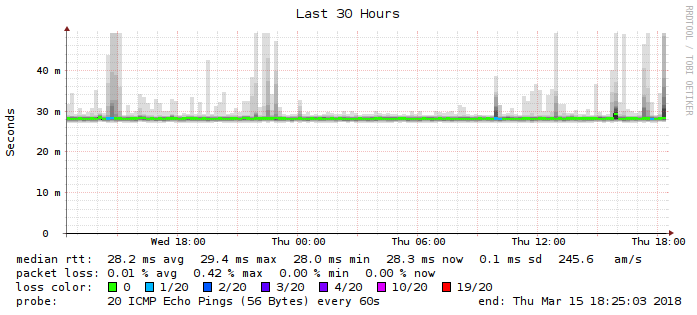 Last 30 Hours
RRDTOOL / TOBI OETIKER
Seconds
40 m
30 m
20 m
10 m
0
Wed 18:00 Thu 00:00 Thu 06:00 Thu 12:00 Thu 18:00
median rtt: 28.2 ms avg 29.4 ms max 28.0 ms min 28.3 ms now 0.1 ms sd 245.6 am/s
packet loss: 0.01 % avg 0.42 % max 0.00 % min 0.00 % now
loss color: 0 1/20 2/20 3/20 4/20 10/20 19/20
probe: 20 ICMP Echo Pings (56 Bytes) every 60s end: Thu Mar 15 18:25:03 2018